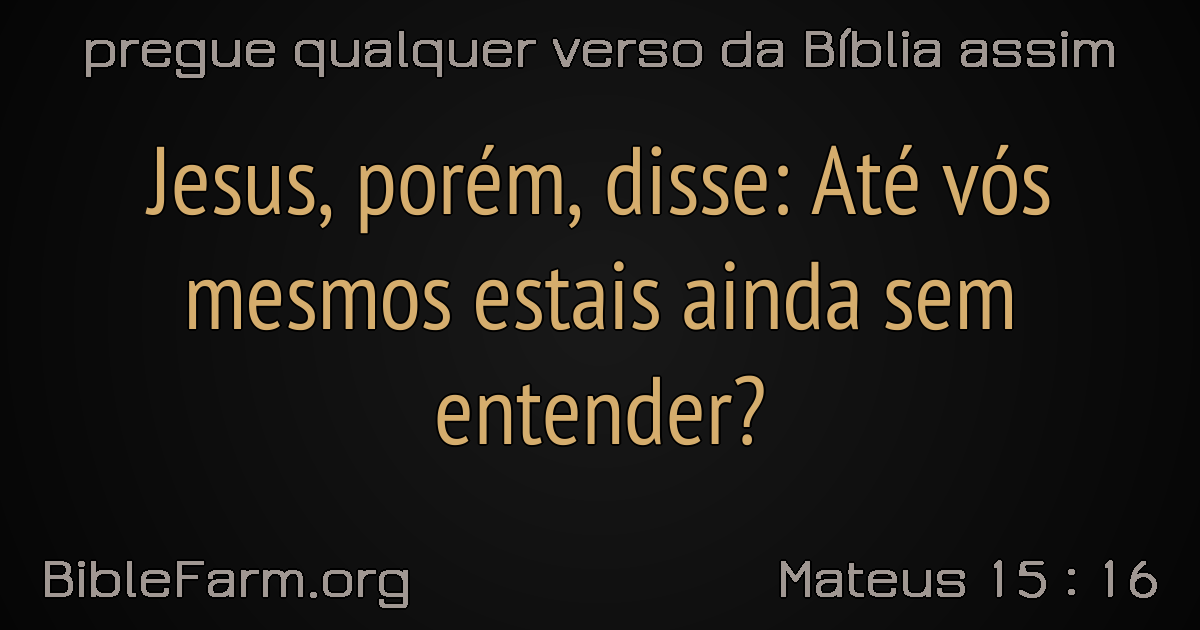 pregue qualquer verso da Bíblia assim
Jesus, porém, disse: Até vós
mesmos estais ainda sem
entender?
BibleFarm.org
Mateus 15 : 16